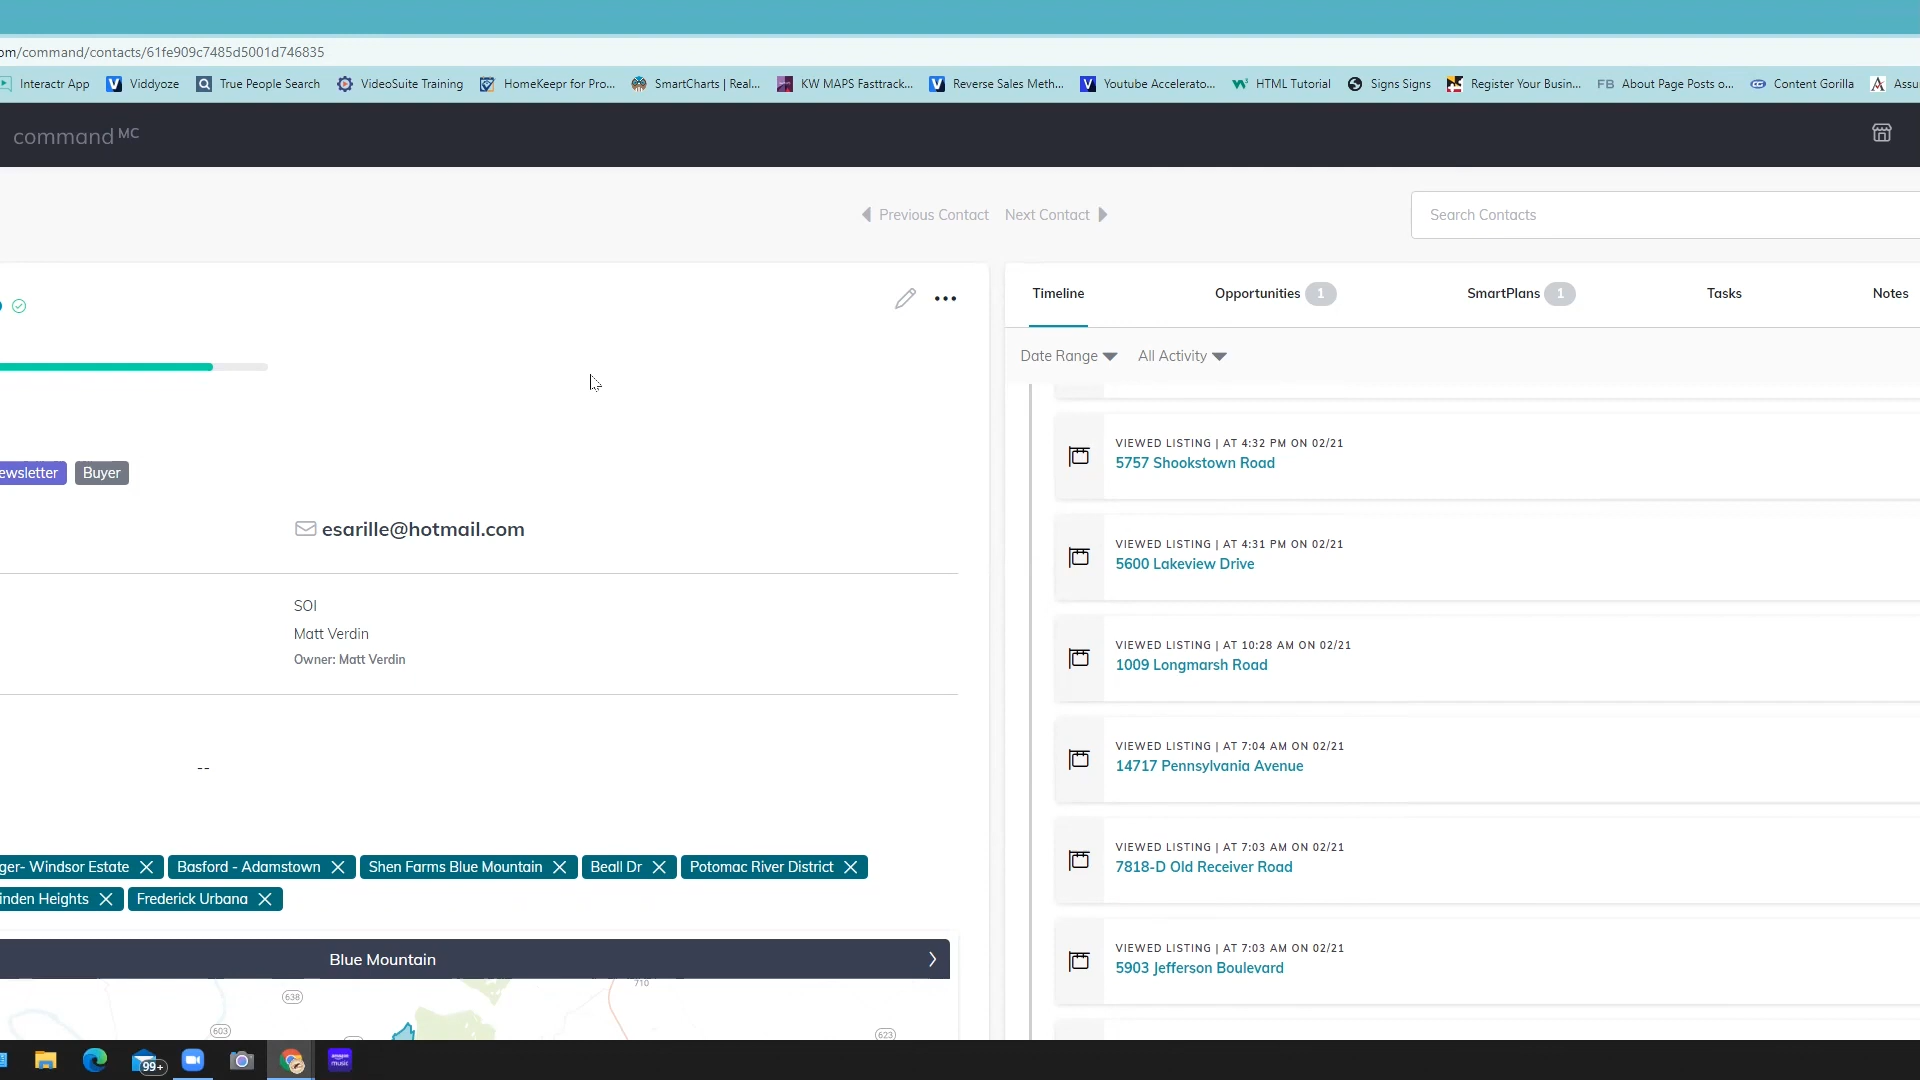 om/command/contacts/61fe909c7485d5001d746835
Interactr App Viddyoze True People Search VideoSuite Training HomeKeepr for Pro... SmartCharts | Real... KW MAPS Fasttrack... Reverse Sales Meth... Youtube Accelerato... HTML Tutorial Signs Signs Register Your Busin... FB About Page Posts o... Content Gorilla Assu
command MC
Previous Contact Next Contact
Search Contacts
Timeline Opportunities 1 SmartPlans 1 Tasks Notes
Date Range All Activity
VIEWED LISTING | AT 4:32 PM ON 02/21
5757 Shookstown Road
VIEWED LISTING | AT 4:31 PM ON 02/21
5600 Lakeview Drive
VIEWED LISTING | AT 10:28 AM ON 02/21
1009 Longmarsh Road
VIEWED LISTING | AT 7:04 AM ON 02/21
14717 Pennsylvania Avenue
VIEWED LISTING | AT 7:03 AM ON 02/21
7818-D Old Receiver Road
VIEWED LISTING | AT 7:03 AM ON 02/21
5903 Jefferson Boulevard
ewsletter Buyer
esarille@hotmail.com
SOI
Matt Verdin
Owner: Matt Verdin
--
ger- Windsor Estate Basford - Adamstown Shen Farms Blue Mountain Beall Dr Potomac River District
inden Heights Frederick Urbana
Blue Mountain
710
638
603
623
99+
amazon music